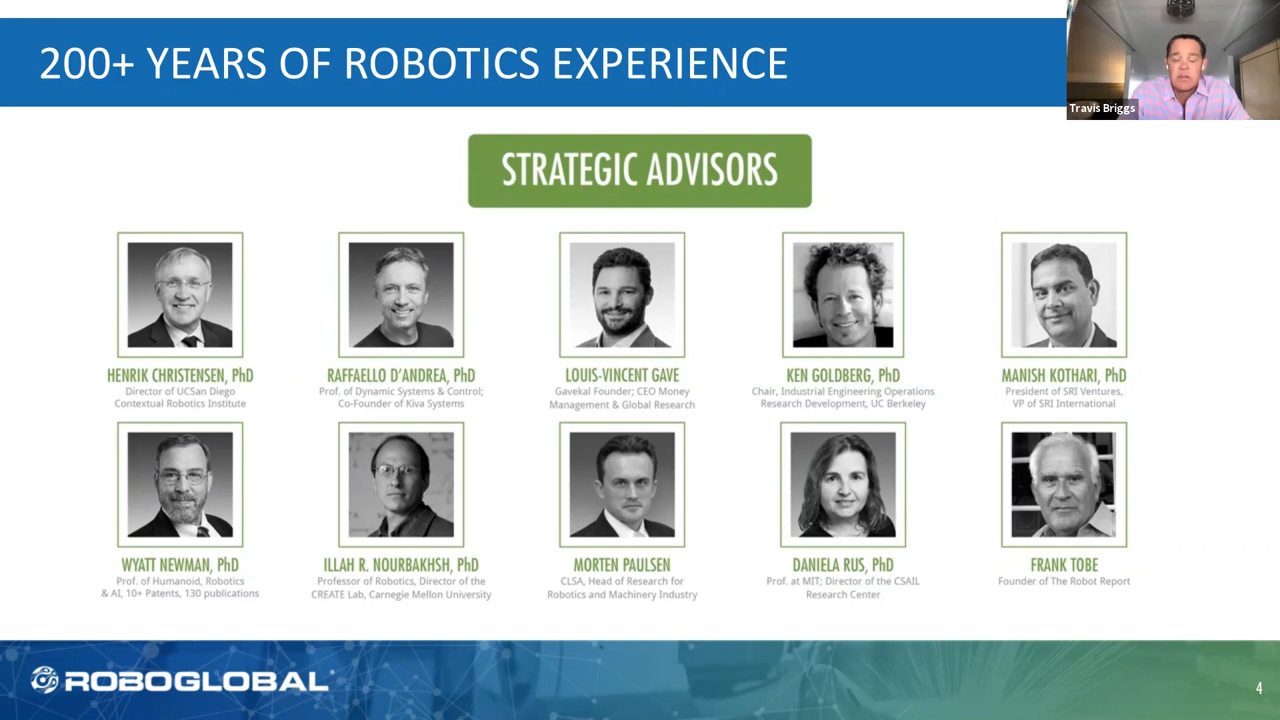 200+ YEARS OF ROBOTICS EXPERIENCE
Travis Briggs
STRATEGIC ADVISORS
HENRIK CHRISTENSEN, PhD
Director of UCSan Diego
Contextual Robotics Institute
RAFFAELLO D'ANDREA, PhD
Prof. of Dynamic Systems & Control;
Co-Founder of Kiva Systems
LOUIS-VINCENT GAVE
Gavekal Founder; CEO Money
Management & Global Research
KEN GOLDBERG, PhD
Chair, Industrial Engineering Operations
Research Development, UC Berkeley
MANISH KOTHARI, PhD
President of SRI Ventures,
VP of SRI International
WYATT NEWMAN, PhD
Prof. of Humanoid, Robotics
& AI, 10+ Patents, 130 publications
ILLAH R. NOURBAKHSH, PhD
Professor of Robotics, Director of the
CREATE Lab, Carnegie Mellon University
MORTEN PAULSEN
CLSA, Head of Research for
Robotics and Machinery Industry
DANIELA RUS, PhD
Prof. at MIT; Director of the CSAIL
Research Center
FRANK TOBE
Founder of The Robot Report
ROBOGLOBAL
4